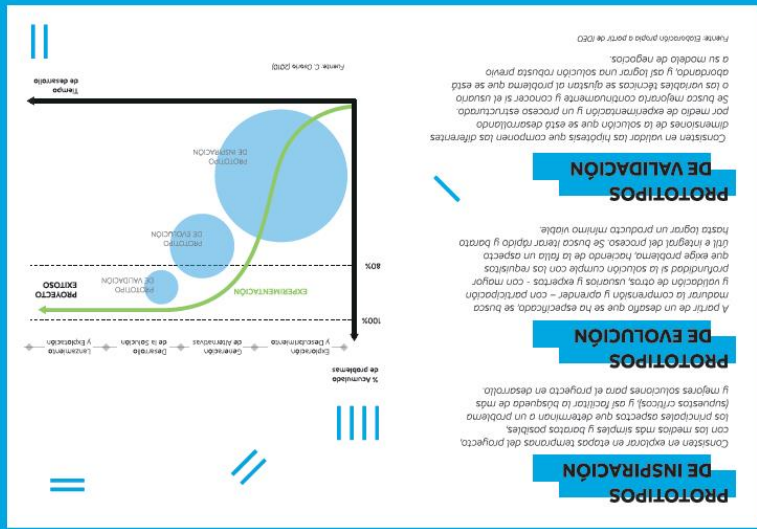 PROTOTIPOS
DE INSPIRACIÓN
Consisten en explorar en etapas tempranas del proyecto,
con los medios más simples y baratos posibles,
los principales aspectos que determinan a un problema
(supuestos críticos), y así facilitar la búsqueda de más
y mejores soluciones para el proyecto en desarrollo.
PROTOTIPOS
DE EVOLUCIÓN
A partir de un desafío que se ha especificado, se busca
madurar la comprensión y aprender – con participación
y validación de otros, usuarios y expertos - con mayor
profundidad si la solución cumple con los requisitos
que exige problema, haciendo de la falla un aspecto
útil e integral del proceso. Se busca iterar rápido y barato
hasta lograr un producto mínimo viable.
PROTOTIPOS
DE VALIDACIÓN
Consisten en validar las hipótesis que componen las diferentes
dimensiones de la solución que se está desarrollando
por medio de experimentación y un proceso estructurado.
Se busca mejorarla continuamente y conocer si el usuario
o las variables técnicas se ajustan al problema que se está
abordando, y así lograr una solución robusta previo
a su modelo de negocios.
Fuente: Elaboración propia a partir de IDEO
% Acumulado
de problemas
Exploración
y Descubrimiento
Generación
de Alternativas
Desarrollo
de la Solución
Lanzamiento
y Explotación
100%
80%
EXPERIMENTACIÓN
PROTOTIPO
DE VALIDACIÓN
PROYECTO
EXITOSO
PROTOTIPO
DE EVOLUCIÓN
PROTOTIPO
DE INSPIRACIÓN
Tiempo
de desarrollo
Fuente: C. Osorio (2010)